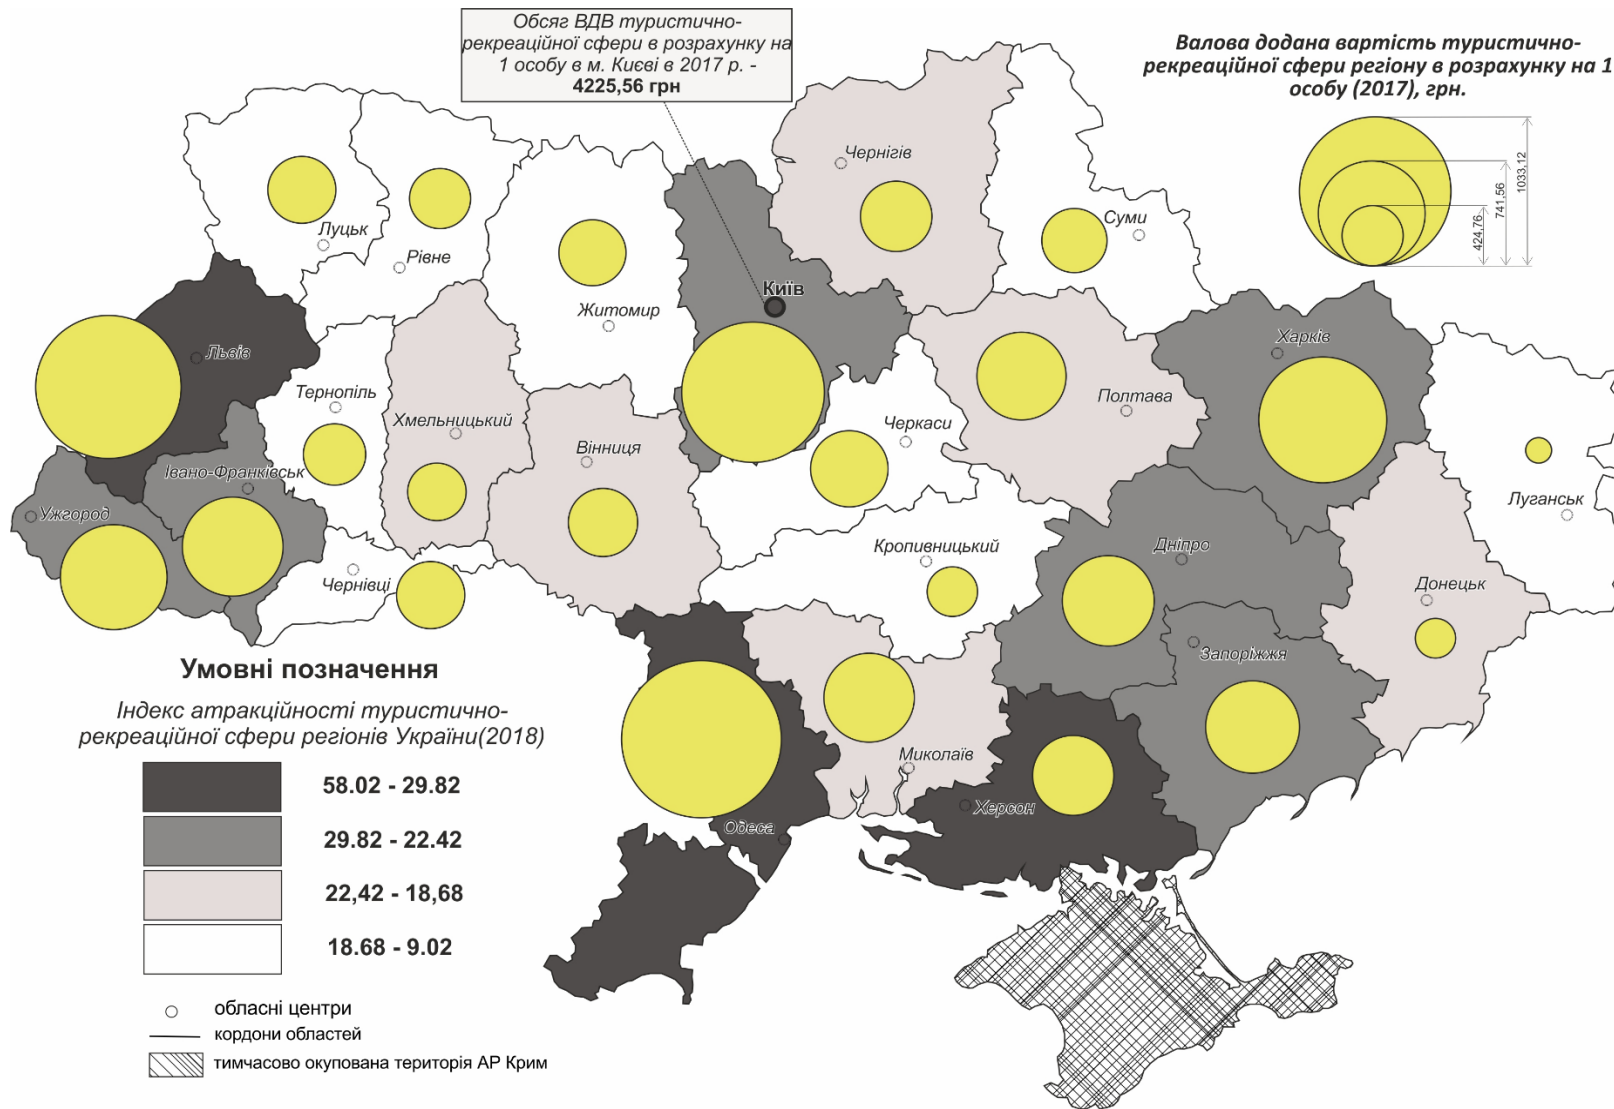 Обсяг ВДВ туристично-
рекреаційної сфери в розрахунку на
1 особу в м. Києві в 2017 р. -
4225,56 грн
Валова додана вартість туристично-
рекреаційної сфери регіону в розрахунку на 1
особу (2017), грн.
424,76
741,56
1033,12
Чернігів
Суми
Луцьк
Рівне
Житомир
Київ
Харків
Львів
Тернопіль
Хмельницький
Вінниця
Черкаси
Полтава
Івано-Франківськ
Ужгород
Луганськ
Чернівці
Кропивницький
Дніпро
Донецьк
Запоріжжя
Миколаїв
Херсон
Одеса
Умовні позначення
Індекс атракційності туристично-
рекреаційної сфери регіонів України(2018)
58.02 - 29.82
29.82 - 22.42
22,42 - 18,68
18.68 - 9.02
обласні центри
кордони областей
тимчасово окупована територія АР Крим